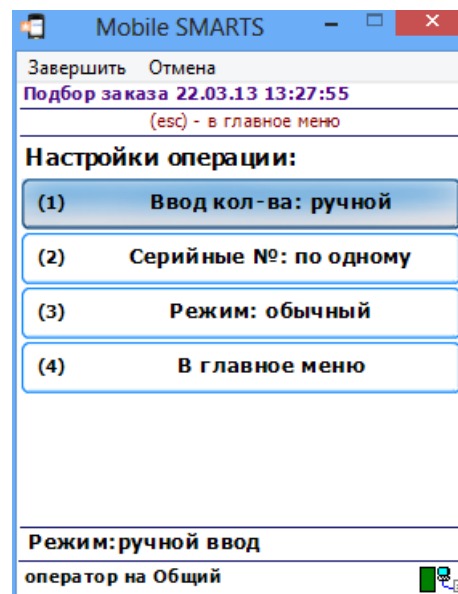 Mobile SMARTS
Завершить Отмена
Подбор заказа 22.03.13 13:27:55
(esc) - в главное меню
Настройки операции:
(1) Ввод кол-ва: ручной
(2) Серийные №: по одному
(3) Режим: обычный
(4) В главное меню
Режим:ручной ввод
оператор на Общий